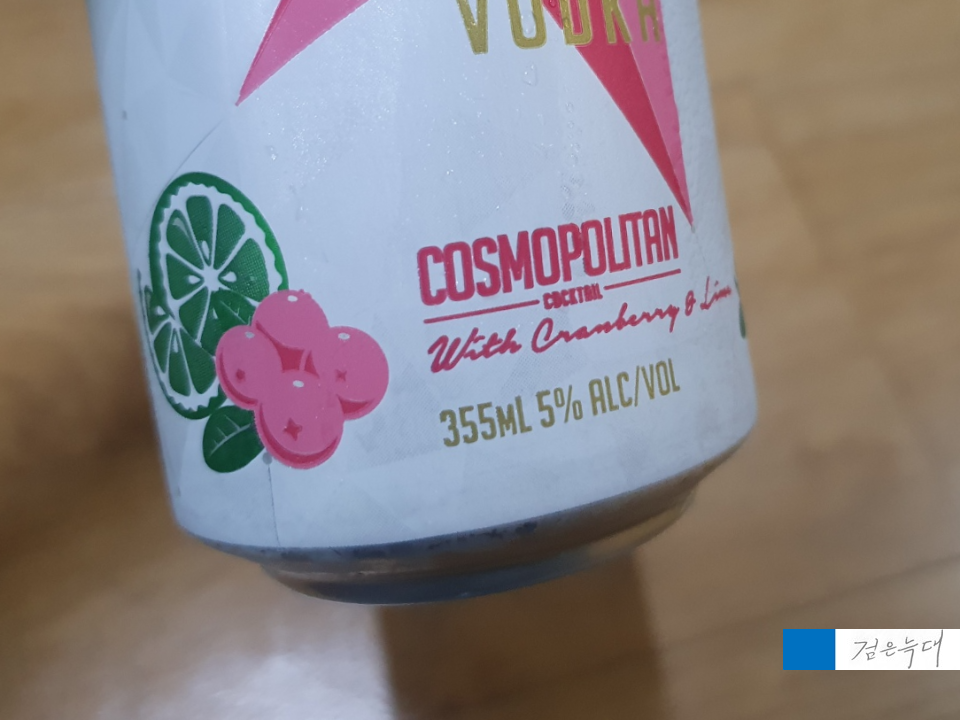 VODKA
COSMOPOLITAN
COCKTAIL
With Cranberry & Lime
355mL 5% ALC/VOL
검은늑대